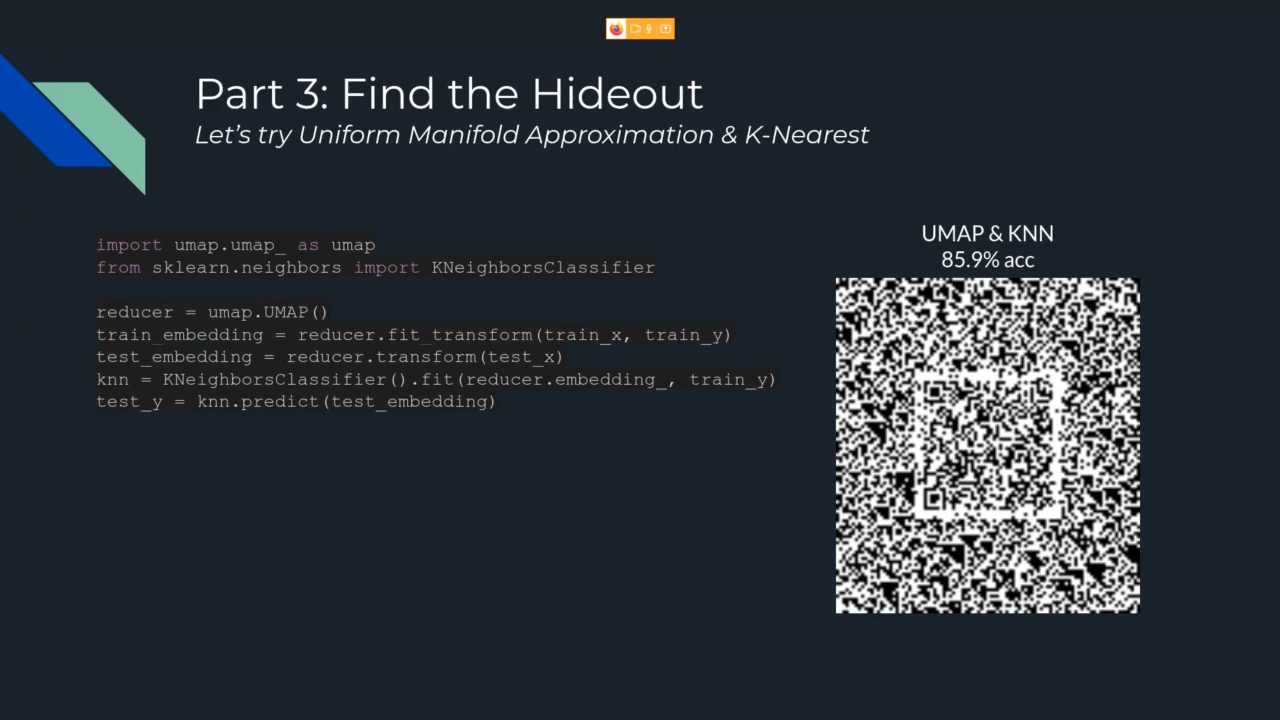 Part 3: Find the Hideout
Let's try Uniform Manifold Approximation & K-Nearest
import umap.umap_ as umap
from sklearn.neighbors import KNeighborsClassifier
reducer = umap.UMAP()
train_embedding = reducer.fit_transform(train_x, train_y)
test_embedding = reducer.transform(test_x)
knn = KNeighborsClassifier().fit(reducer.embedding_, train_y)
test_y = knn.predict(test_embedding)
UMAP & KNN
85.9% acc